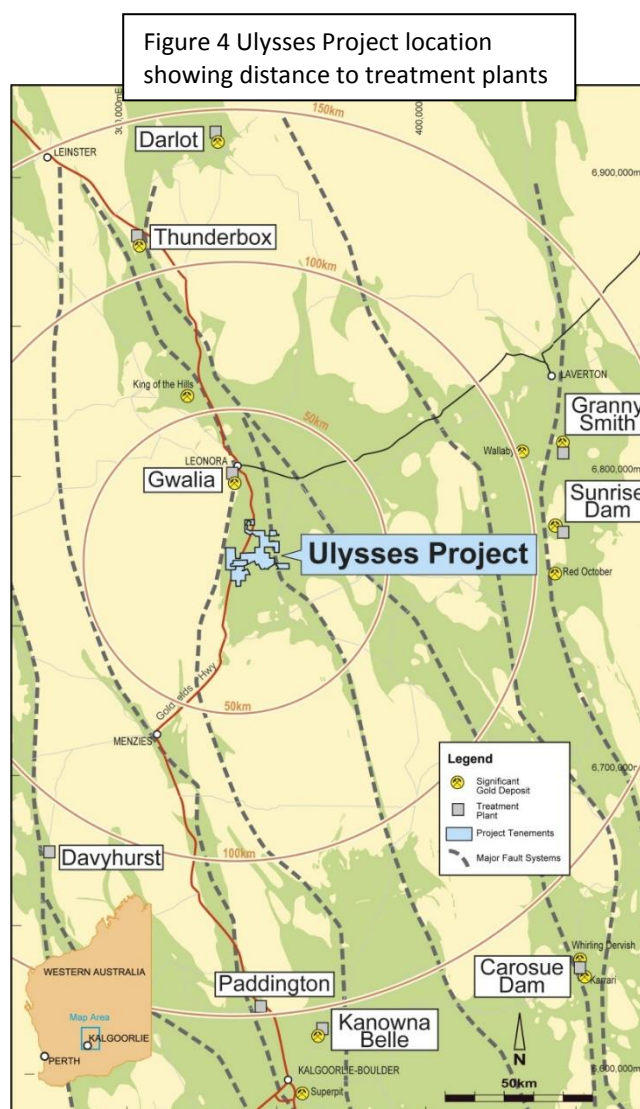 Figure 4 Ulysses Project location
showing distance to treatment plants
150km
400,000
Darlot
LEINSTER
6,900,000m
Thunderbox
100km
King of the Hills
LAVERTON
50km
Granny
Smith
Wallaby
LEONORA
6,800,000m
Gwalia
Sunrise
Dam
Ulysses Project
Red October
Goldfields Hwy
50km
MENZIES
Legend
Significant
Gold Deposit
Treatment
Plant
Project Tenements
Major Fault Systems
6,700,000m
Davyhurst
100km
WESTERN AUSTRALIA
Map Area
KALGOORLIE
PERTH
Whirling Dervish
Carosue
Dam
Karari
Paddington
Kanowna
Belle
N
50km
KALGOORLIE-BOULDER
Superpit
6,600,000m